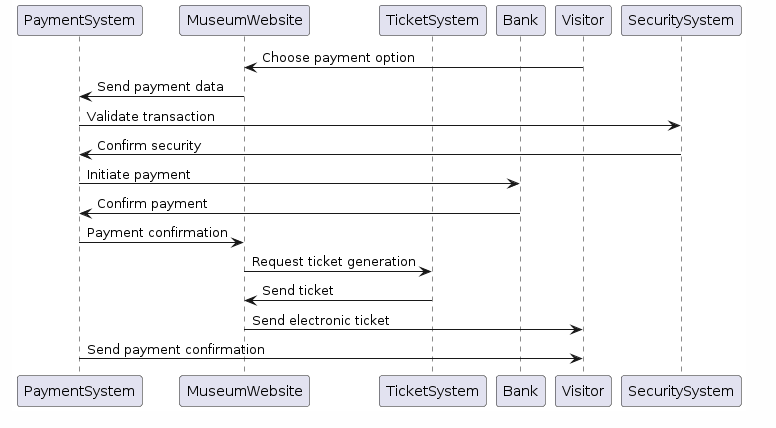 PaymentSystem MuseumWebsite TicketSystem Bank Visitor SecuritySystem
Choose payment option
Send payment data
Validate transaction
Confirm security
Initiate payment
Confirm payment
Payment confirmation
Request ticket generation
Send ticket
Send electronic ticket
Send payment confirmation
PaymentSystem MuseumWebsite TicketSystem Bank Visitor SecuritySystem